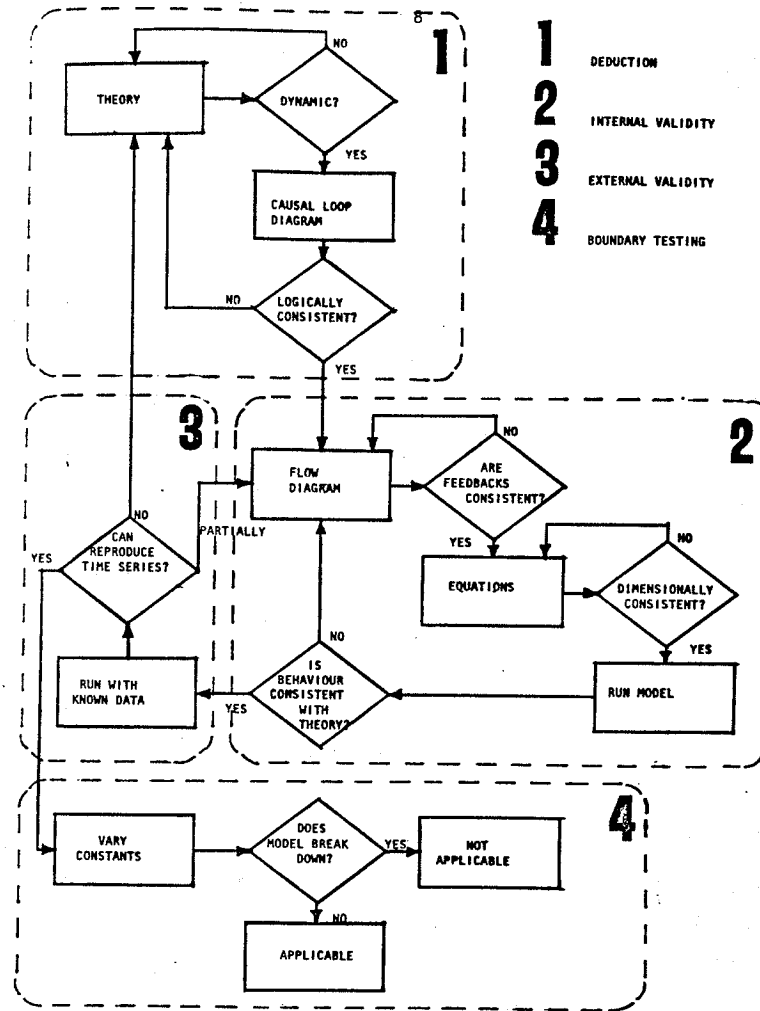 8
1
NO
THEORY
DYNAMIC?
YES
CAUSAL LOOP
DIAGRAM
NO
LOGICALLY
CONSISTENT?
YES
1
DEDUCTION
2
INTERNAL VALIDITY
3
EXTERNAL VALIDITY
4
BOUNDARY TESTING
3
NO
CAN
REPRODUCE
TIME SERIES?
YES
PARTIALLY
RUN WITH
KNOWN DATA
2
FLOW
DIAGRAM
NO
ARE
FEEDBACKS
CONSISTENT?
YES
EQUATIONS
NO
DIMENSIONALLY
CONSISTENT?
YES
RUN MODEL
NO
IS
BEHAVIOUR
CONSISTENT
WITH
THEORY?
YES
4
VARY
CONSTANTS
DOES
MODEL BREAK
DOWN?
YES
NOT
APPLICABLE
NO
APPLICABLE